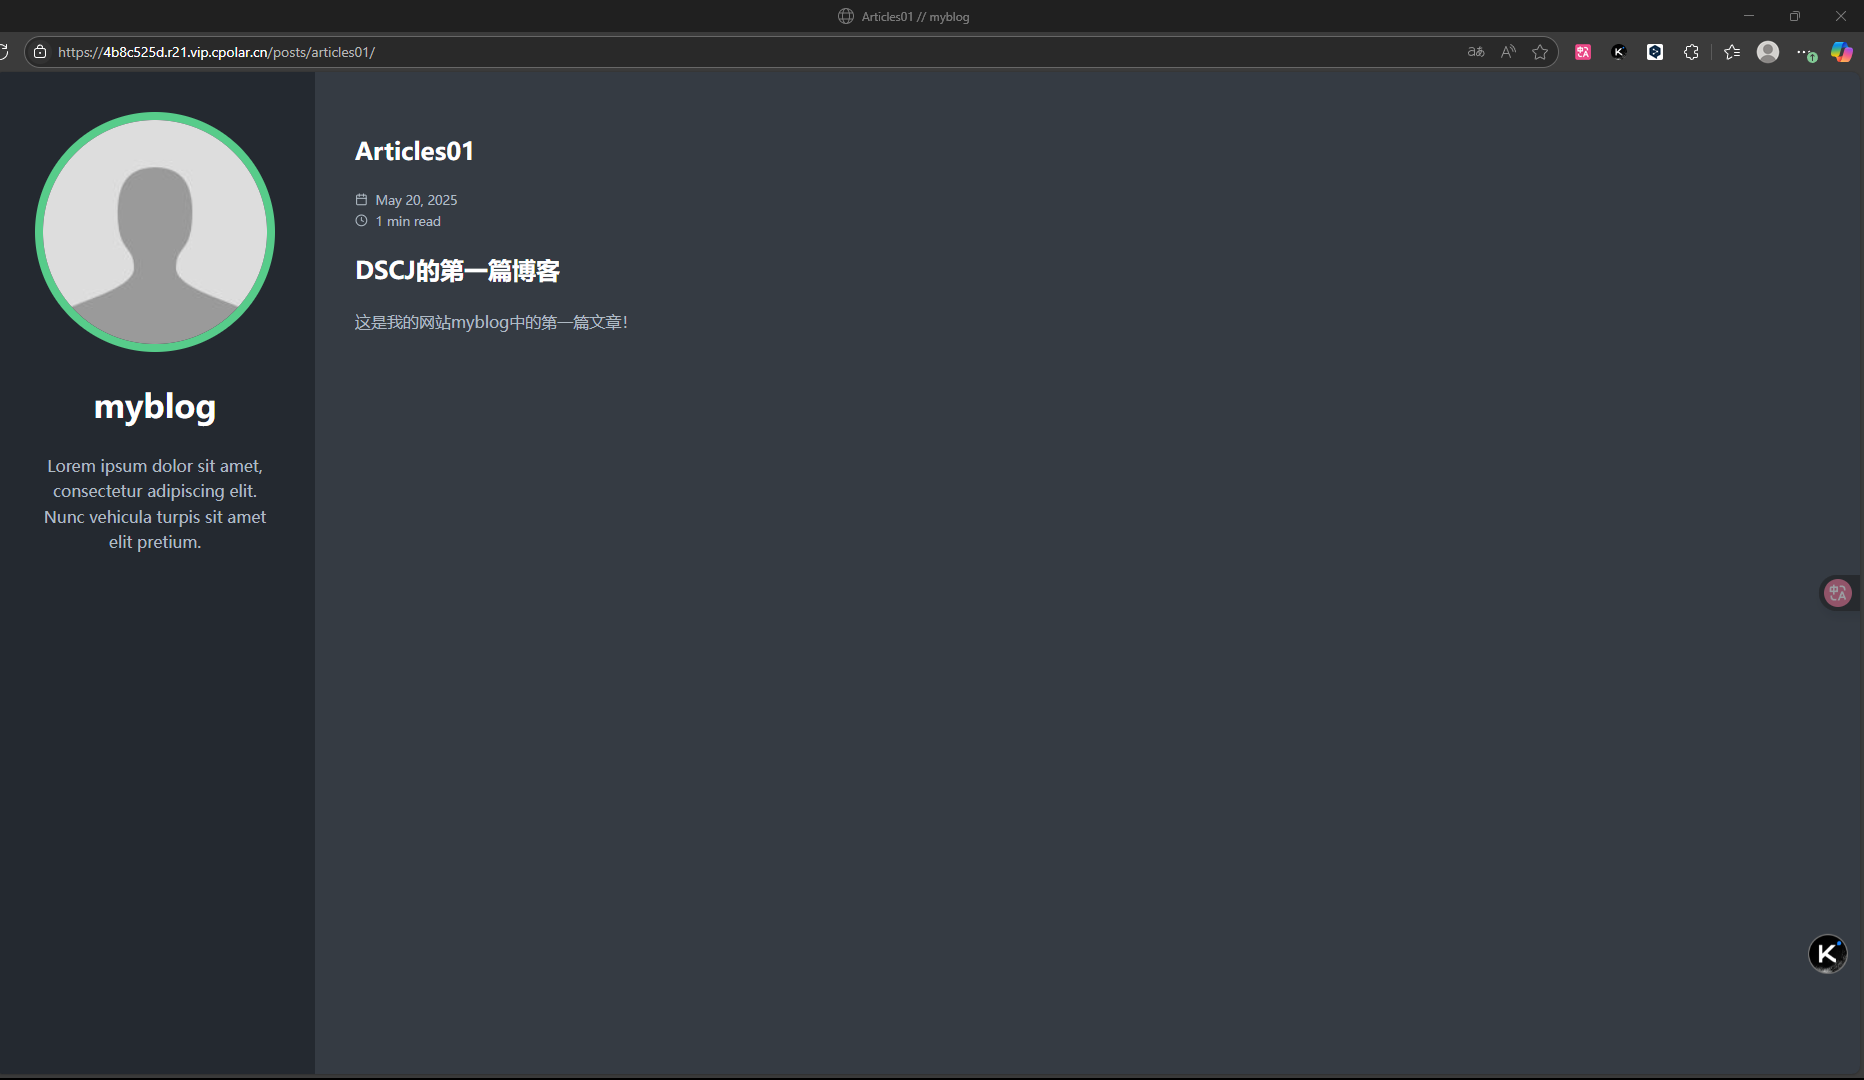 Articles01 // myblog
https://4b8c525d.r21.vip.cpolar.cn/posts/articles01/
myblog
Lorem ipsum dolor sit amet,
consectetur adipiscing elit.
Nunc vehicula turpis sit amet
elit pretium.
Articles01
May 20, 2025
1 min read
DSCJ的第一篇博客
这是我的网站myblog中的第一篇文章！